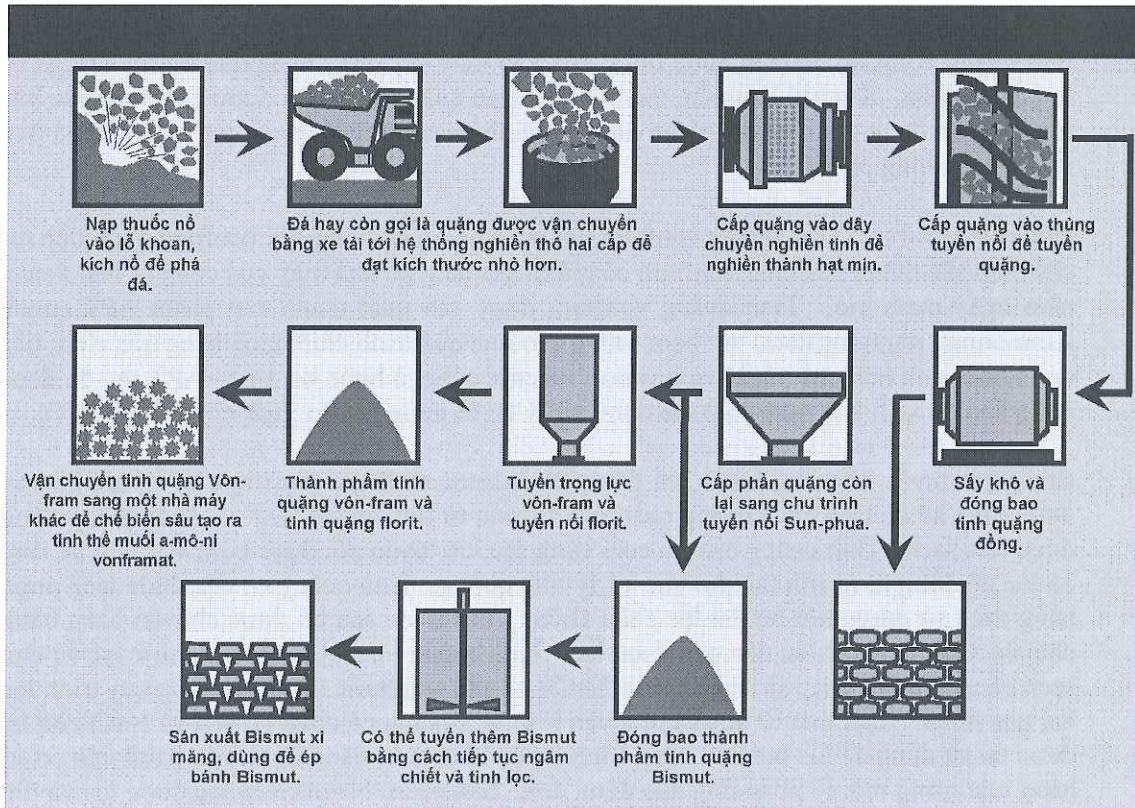 Nạp thuốc nổ
vào lỗ khoan,
kích nổ để phá
đá.
Đá hay còn gọi là quặng được vận chuyển
bằng xe tải tới hệ thống nghiền thô hai cấp để
đạt kích thước nhỏ hơn.
Cấp quặng vào dây
chuyền nghiền tinh để
nghiền thành hạt mịn.
Cấp quặng vào thùng
tuyển nổi để tuyển
quặng.
Vận chuyển tinh quặng Vôn-
fram sang một nhà máy
khác để chế biến sâu tạo ra
tinh thể muối a-mô-ni
vonframat.
Thành phẩm tinh
quặng vôn-fram và
tinh quặng florit.
Tuyển trọng lực
vôn-fram và
tuyển nổi florit.
Cấp phần quặng còn
lại sang chu trình
tuyển nổi Sun-phua.
Sấy khô và
đóng bao
tinh quặng
đồng.
Sản xuất Bismut xi
măng, dùng để ép
bánh Bismut.
Có thể tuyển thêm Bismut
bằng cách tiếp tục ngâm
chiết và tinh lọc.
Đóng bao thành
phẩm tinh quặng
Bismut.